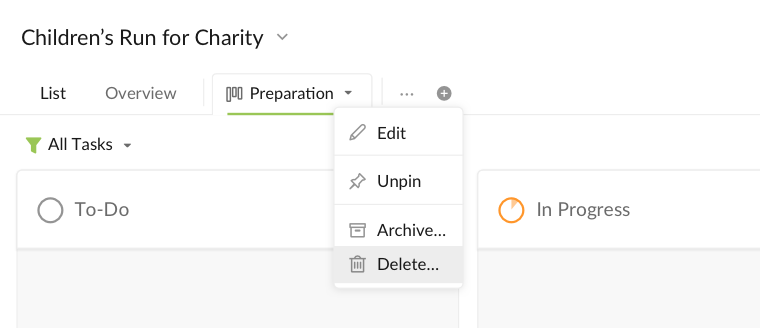 Children’s Run for Charity
List Overview Preparation ...
All Tasks
To-Do
In Progress
Edit
Unpin
Archive...
Delete...